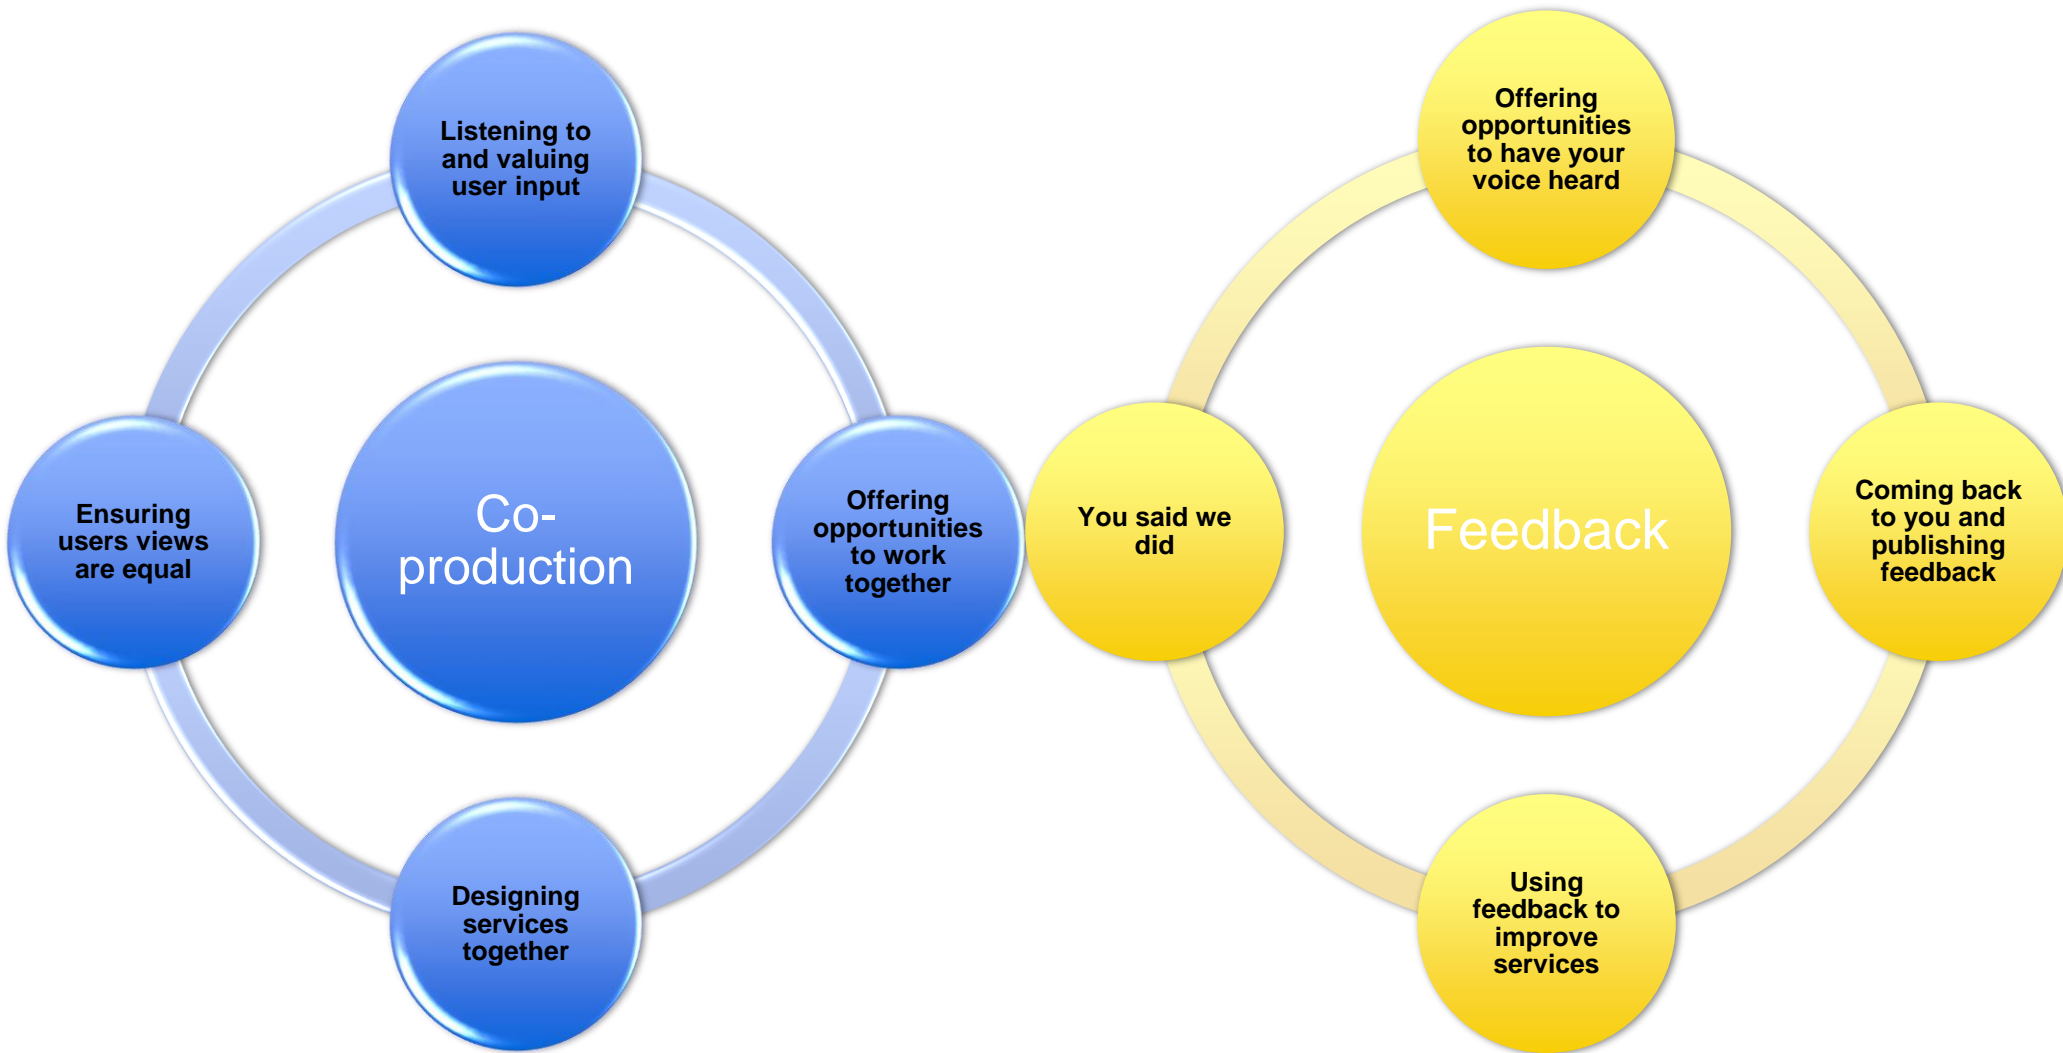 Listening to
and valuing
user input
Offering
opportunities
to work
together
Designing
services
together
Ensuring
users views
are equal
Co-
production
Offering
opportunities
to have your
voice heard
Coming back
to you and
publishing
feedback
Using
feedback to
improve
services
You said we
did
Feedback